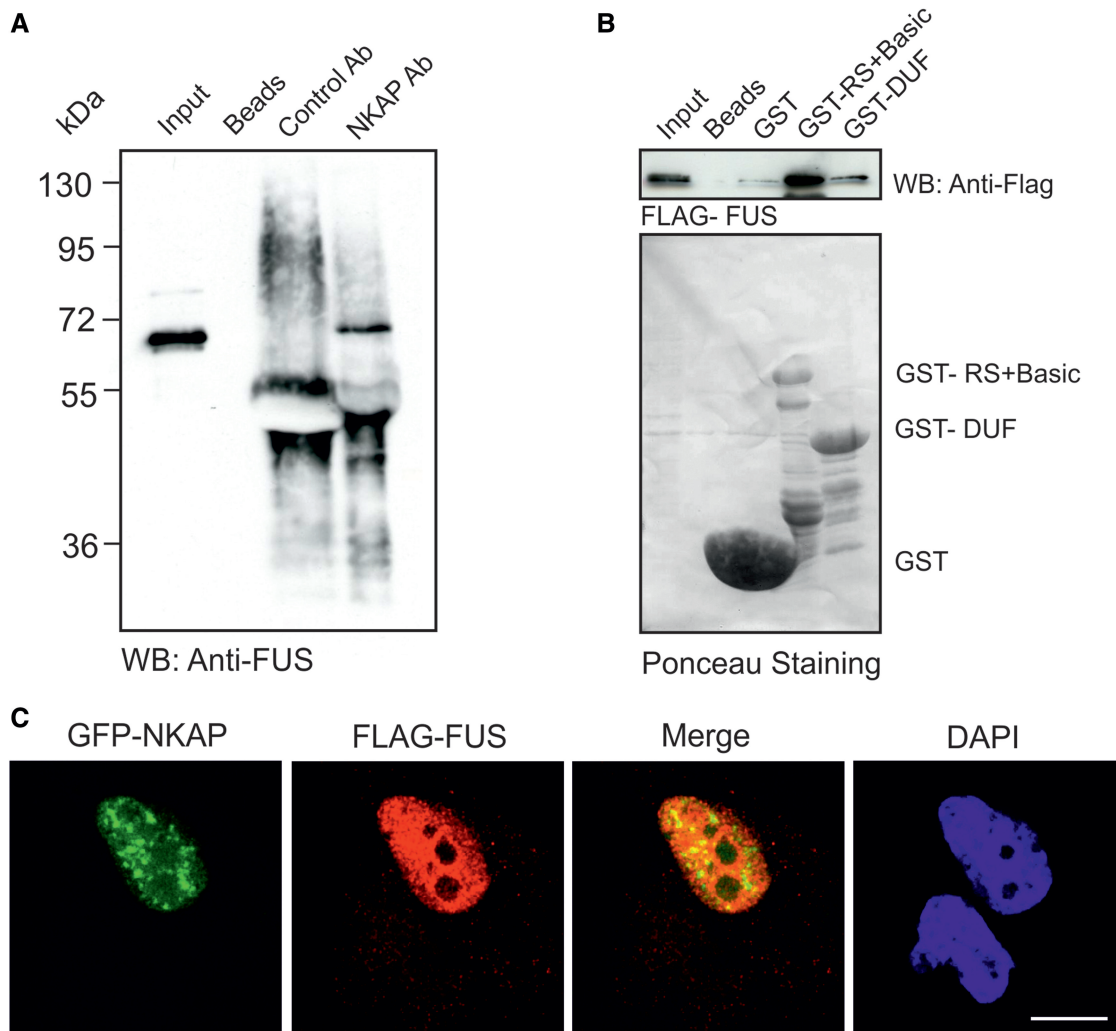 A
kDa
Input
Beads
Control Ab
NKAP Ab
130
95
72
55
36
WB: Anti-FUS
B
Input
Beads
GST
GST-RS+Basic
GST-DUF
WB: Anti-Flag
FLAG- FUS
GST- RS+Basic
GST- DUF
GST
Ponceau Staining
C
GFP-NKAP
FLAG-FUS
Merge
DAPI